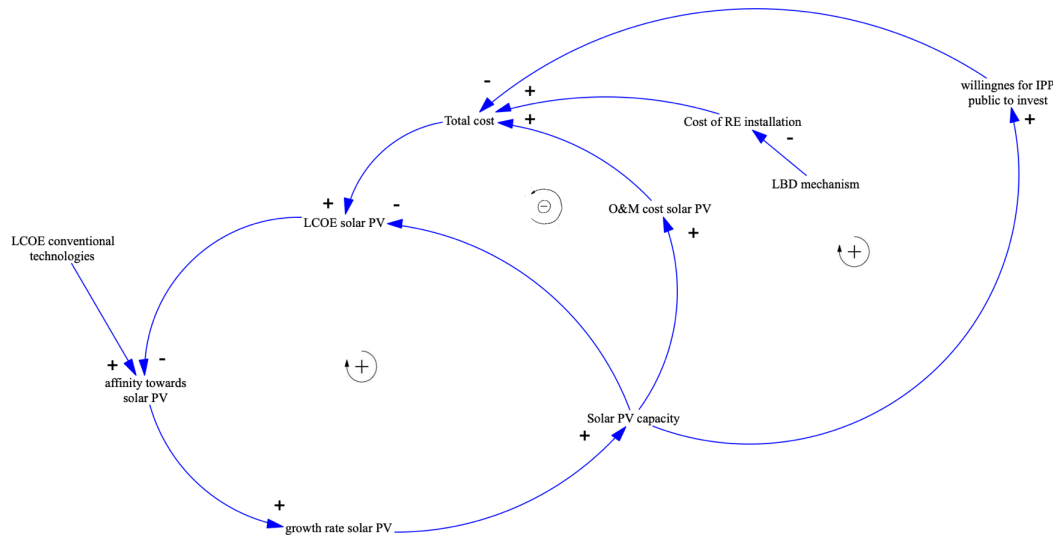 willingnes for IPP
public to invest
-
+
+
Total cost
+
Cost of RE installation
-
LBD mechanism
+
-
LCOE solar PV
-
O&M cost solar PV
+
LCOE conventional
technologies
+
+
+
-
affinity towards
solar PV
Solar PV capacity
+
+
growth rate solar PV